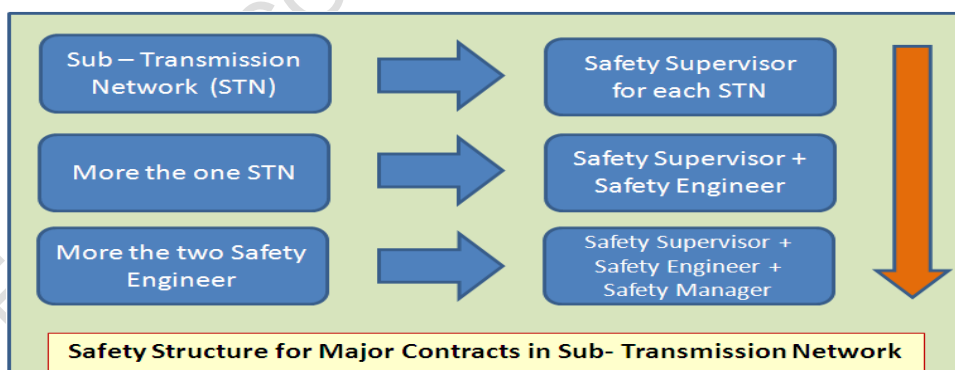 Sub – Transmission
Network (STN)
Safety Supervisor
for each STN
More the one STN
Safety Supervisor +
Safety Engineer
More the two Safety
Engineer
Safety Supervisor +
Safety Engineer +
Safety Manager
Safety Structure for Major Contracts in Sub- Transmission Network